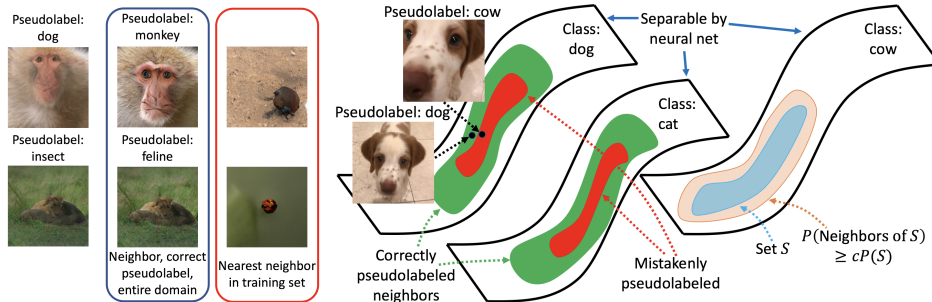 Pseudolabel:
dog
Pseudolabel:
monkey
Pseudolabel:
insect
Pseudolabel:
feline
Neighbor, correct
pseudolabel,
entire domain
Nearest neighbor
in training set
Pseudolabel: cow
Pseudolabel: dog
Class:
dog
Separable by
neural net
Class:
cat
Class:
cow
Correctly
pseudolabeled
neighbors
Mistakenly
pseudolabeled
Set S
P(Neighbors of S)
≥ cP(S)